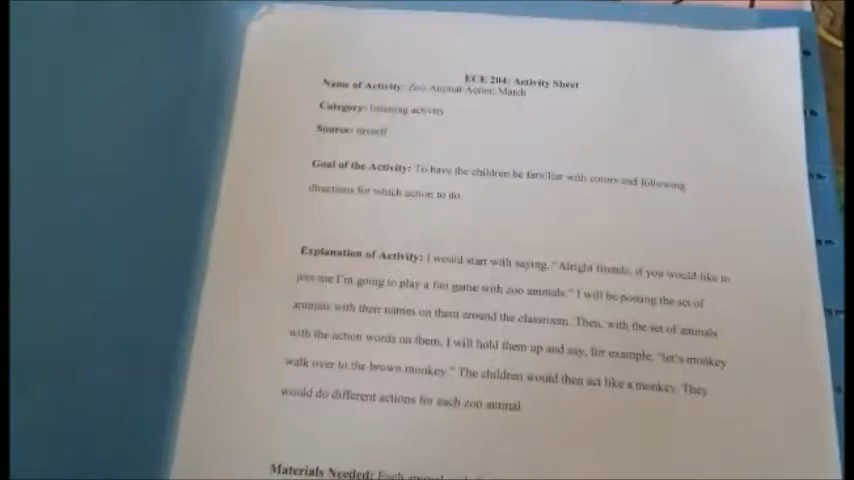 ECE 204: Activity Sheet
Name of Activity: Zoo Animal Action Match
Category: listening activity
Source: myself
Goal of the Activity: To have the children be familiar with colors and following
directions for which action to do.
Explanation of Activity: I would start with saying, "Alright friends, if you would like to
join me I'm going to play a fun game with zoo animals." I will be posting the set of
animals with their names on them around the classroom. Then, with the set of animals
with the action words on them, I will hold them up and say, for example, "let's monkey
walk over to the brown monkey." The children would then act like a monkey. They
would do different actions for each zoo animal.
Materials Needed: Each animal